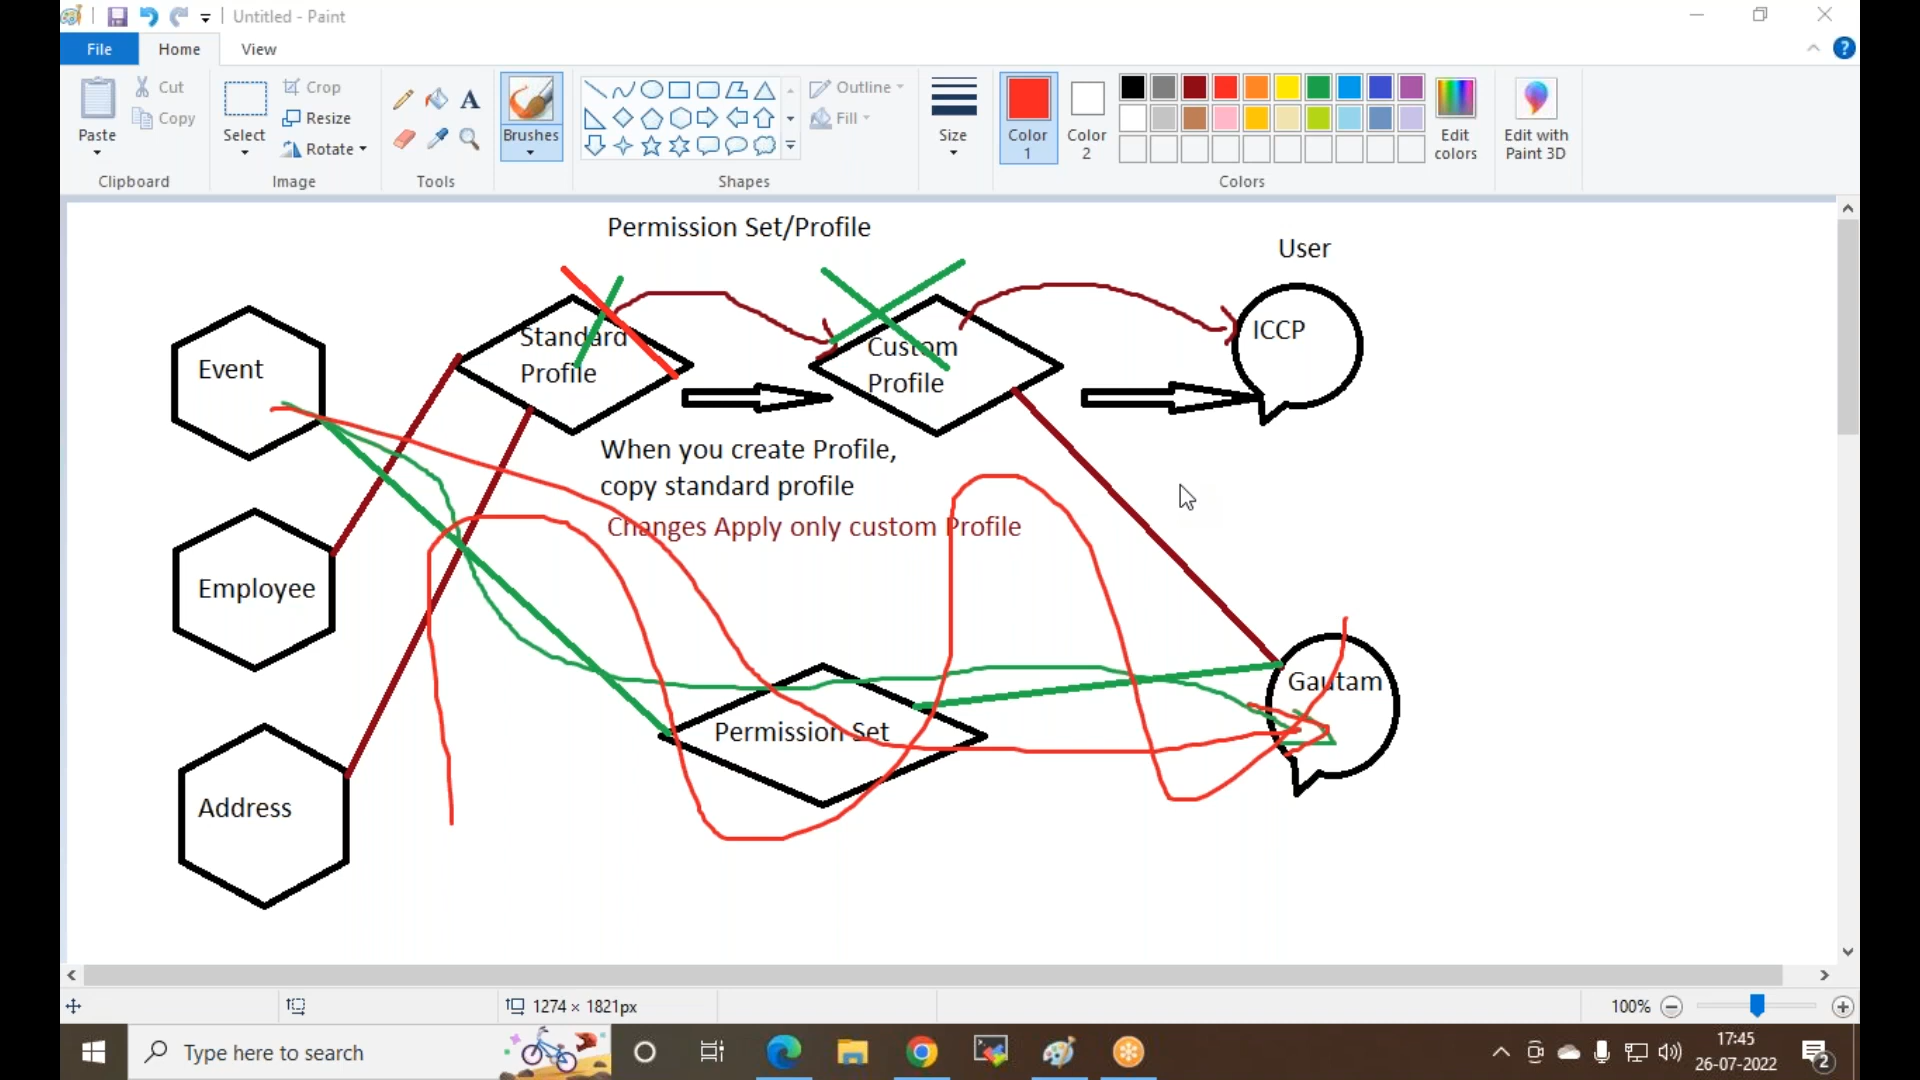 Untitled - Paint
File
Home
View
Paste
Cut
Copy
Clipboard
Select
Crop
Resize
Rotate
Image
Tools
Brushes
Shapes
Outline
Fill
Size
Color
1
Color
2
Colors
Edit
colors
Edit with
Paint 3D
Permission Set/Profile
User
Event
Standard
Profile
Custom
Profile
ICCP
When you create Profile,
copy standard profile
Changes Apply only custom Profile
Employee
Gautam
Permission Set
Address
1274 × 1821px
100%
Type here to search
17:45
26-07-2022
2